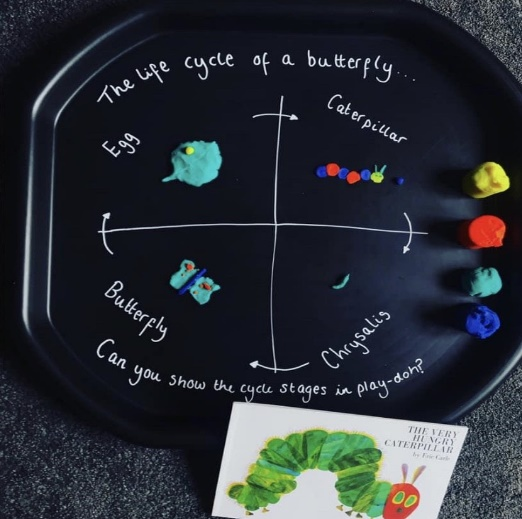 The life cycle of a butterfly...
Egg
Caterpillar
Butterfly
Chrysalis
Can you show the cycle stages in play-doh?
THE VERY
HUNGRY
CATERPILLAR
by Eric Carle